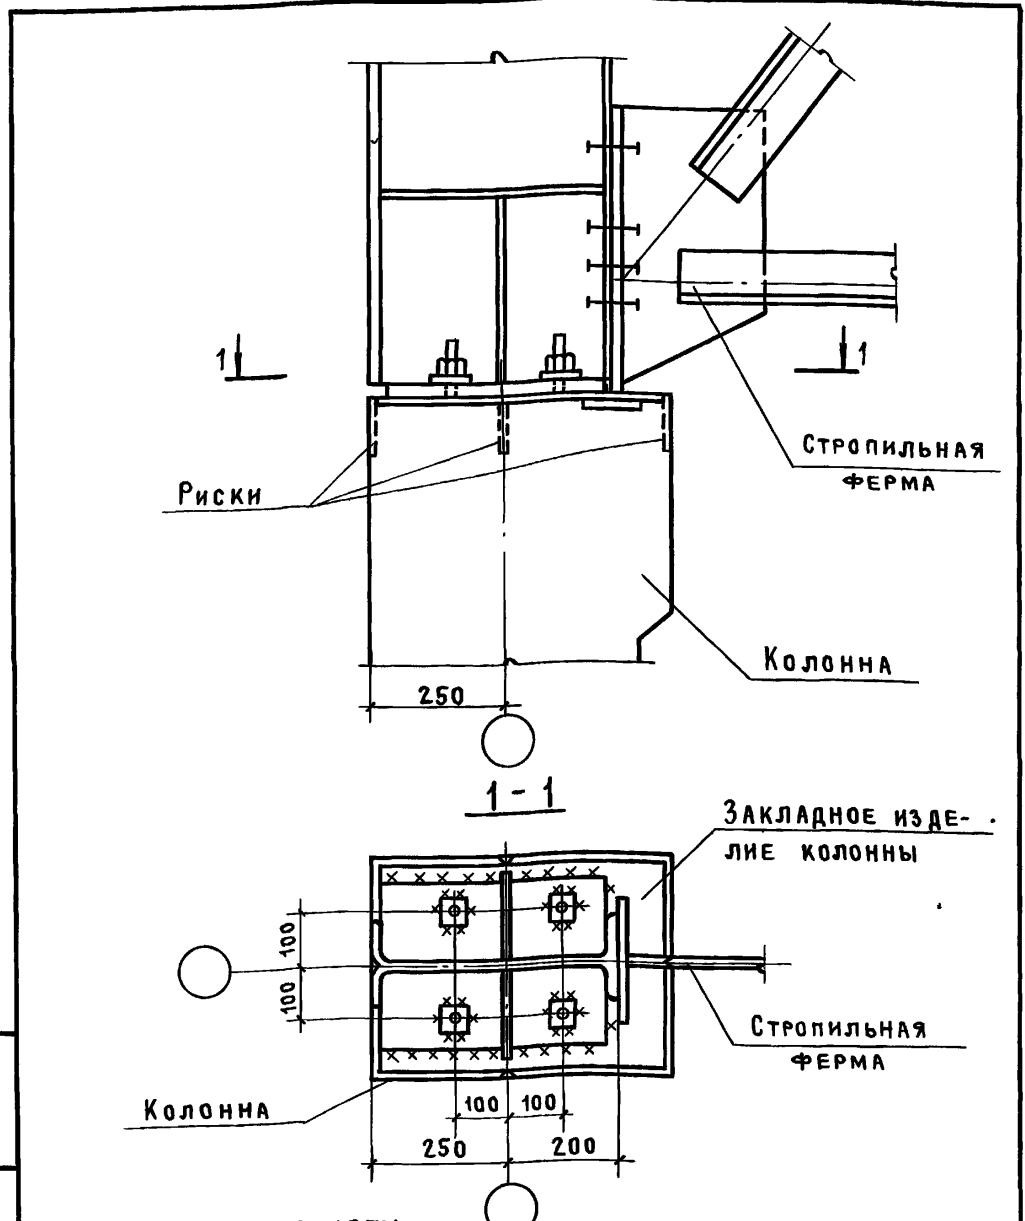 1
1
Стропильная
ферма
Риски
Колонна
250
1-1
Закладное изде-
лие колонны
100
100
Стропильная
ферма
Колонна
100
100
250
200